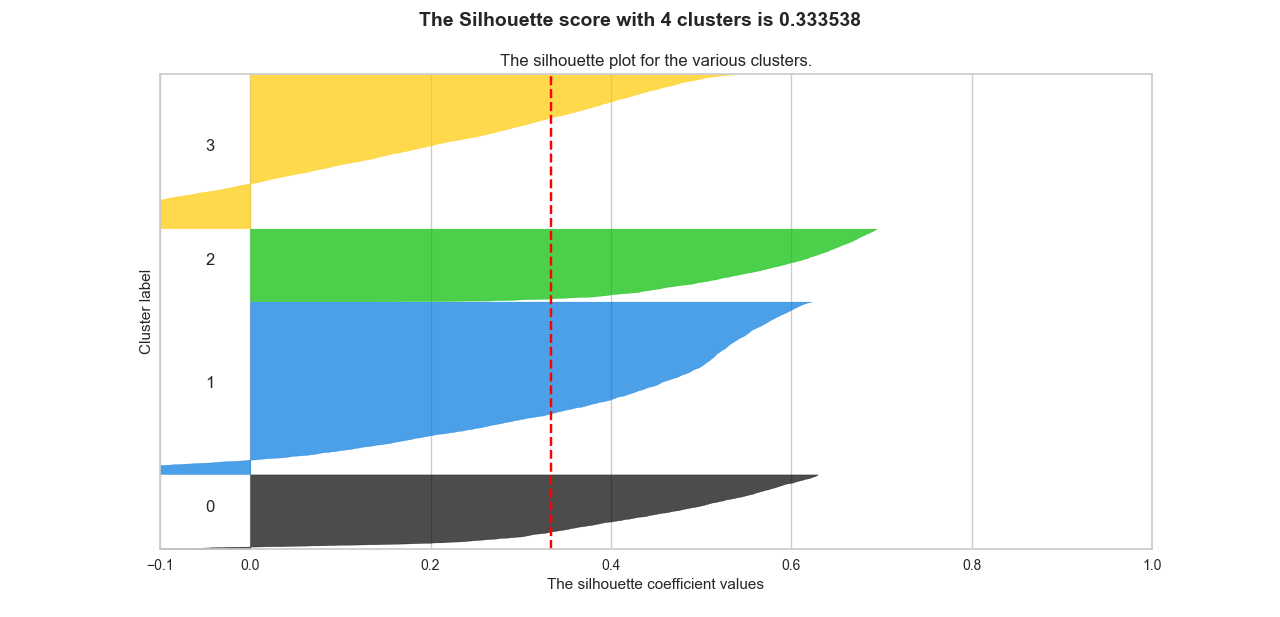 The Silhouette score with 4 clusters is 0.333538
The silhouette plot for the various clusters.
3
2
1
0
Cluster label
−0.1 0.0 0.2 0.4 0.6 0.8 1.0
The silhouette coefficient values